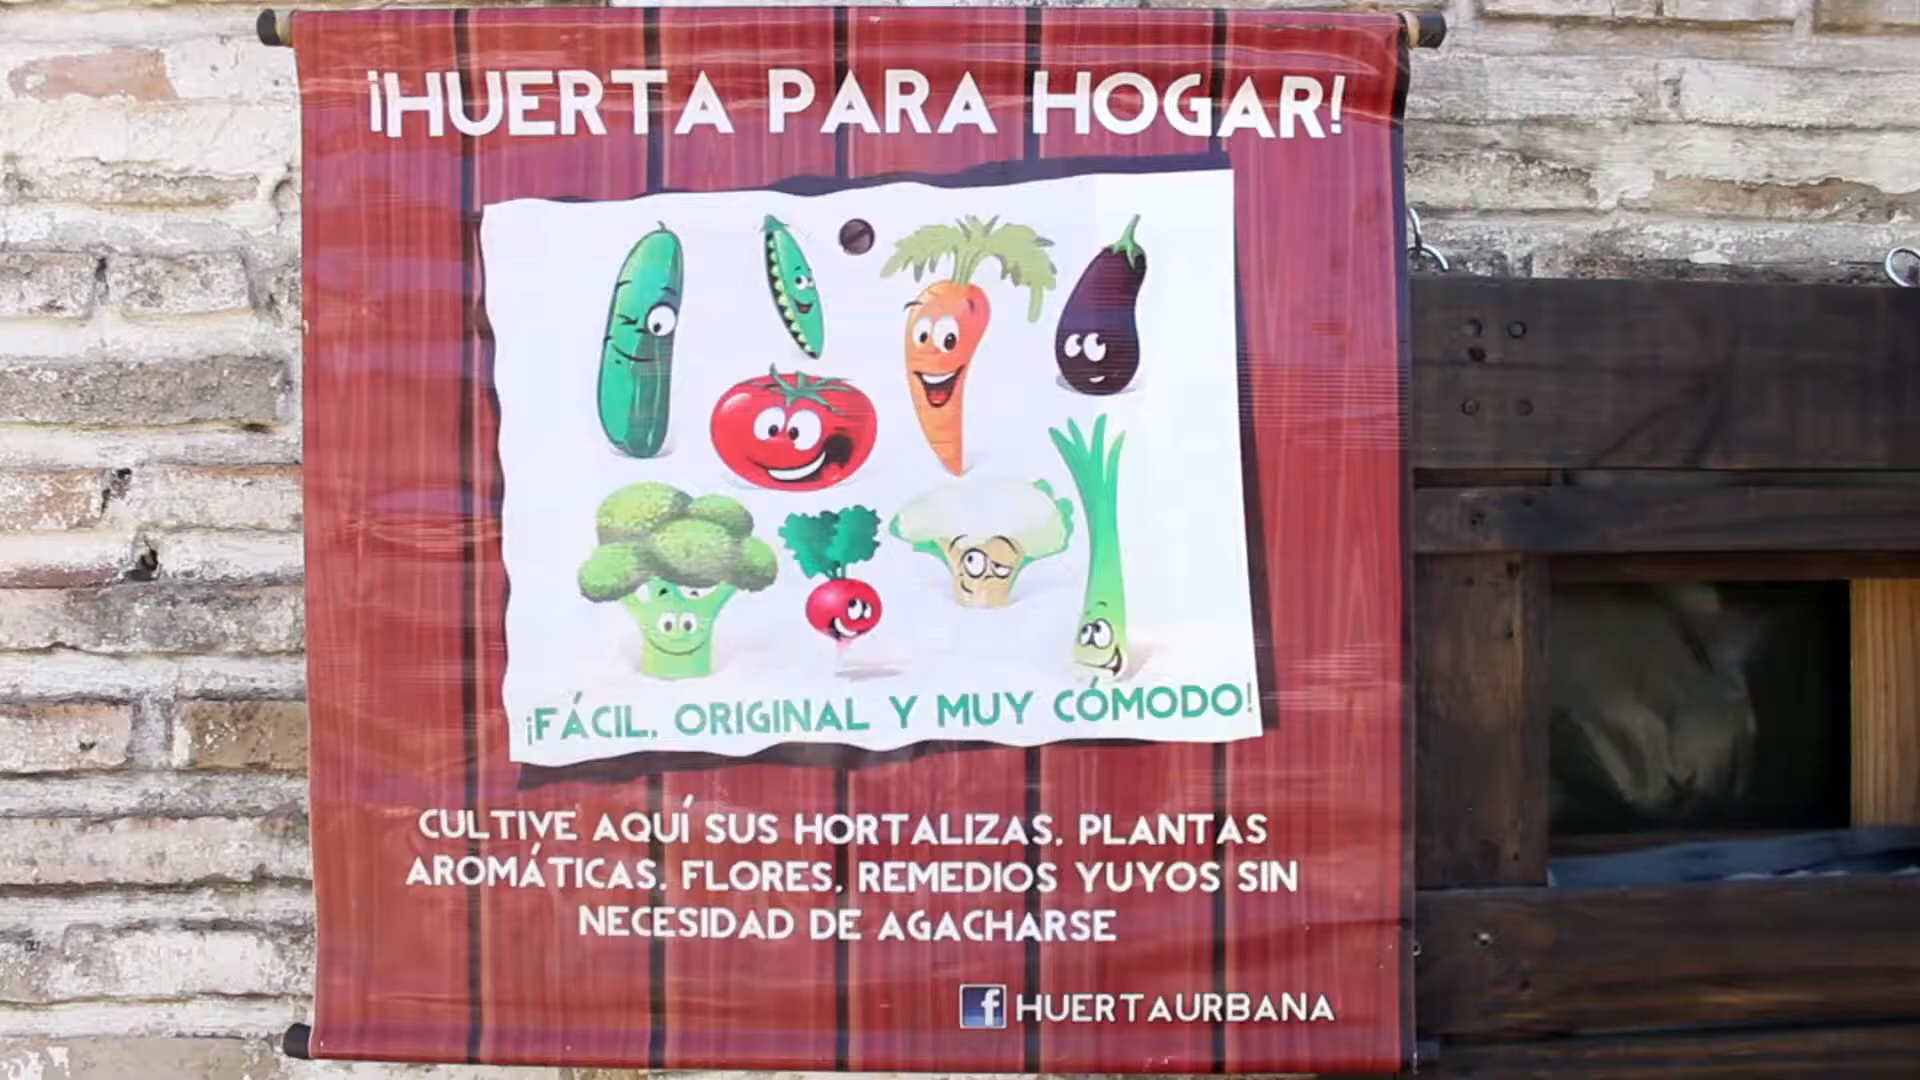 ¡HUERTA PARA HOGAR!
¡FÁCIL, ORIGINAL Y MUY CÓMODO!
CULTIVE AQUÍ SUS HORTALIZAS, PLANTAS
AROMÁTICAS, FLORES, REMEDIOS YUYOS SIN
NECESIDAD DE AGACHARSE
f HUERTAURBANA